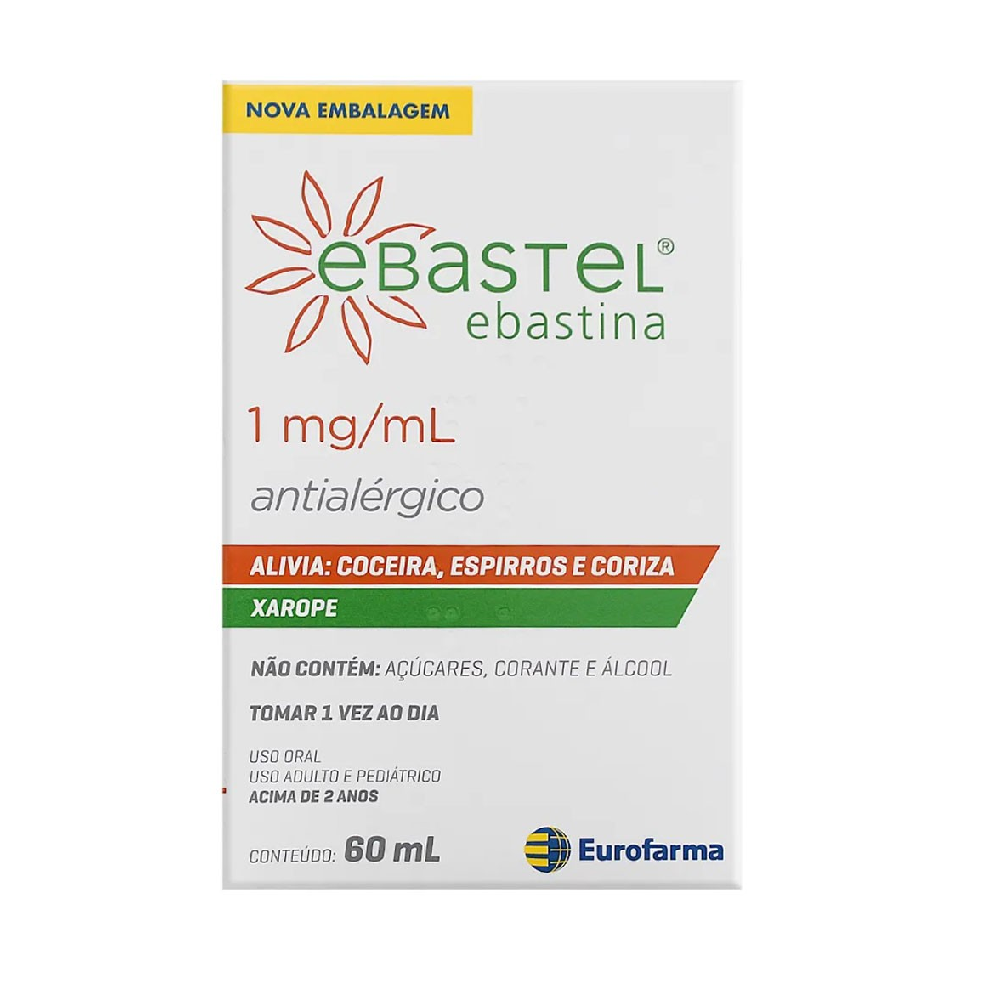 NOVA EMBALAGEM
eBASTEL®
ebastina
1 mg/mL
antialérgico
ALIVIA: COCEIRA, ESPIRROS E CORIZA
XAROPE
NÃO CONTÉM: AÇÚCARES, CORANTE E ÁLCOOL
TOMAR 1 VEZ AO DIA
USO ORAL
USO ADULTO E PEDIÁTRICO
ACIMA DE 2 ANOS
CONTEÚDO: 60 mL
Eurofarma